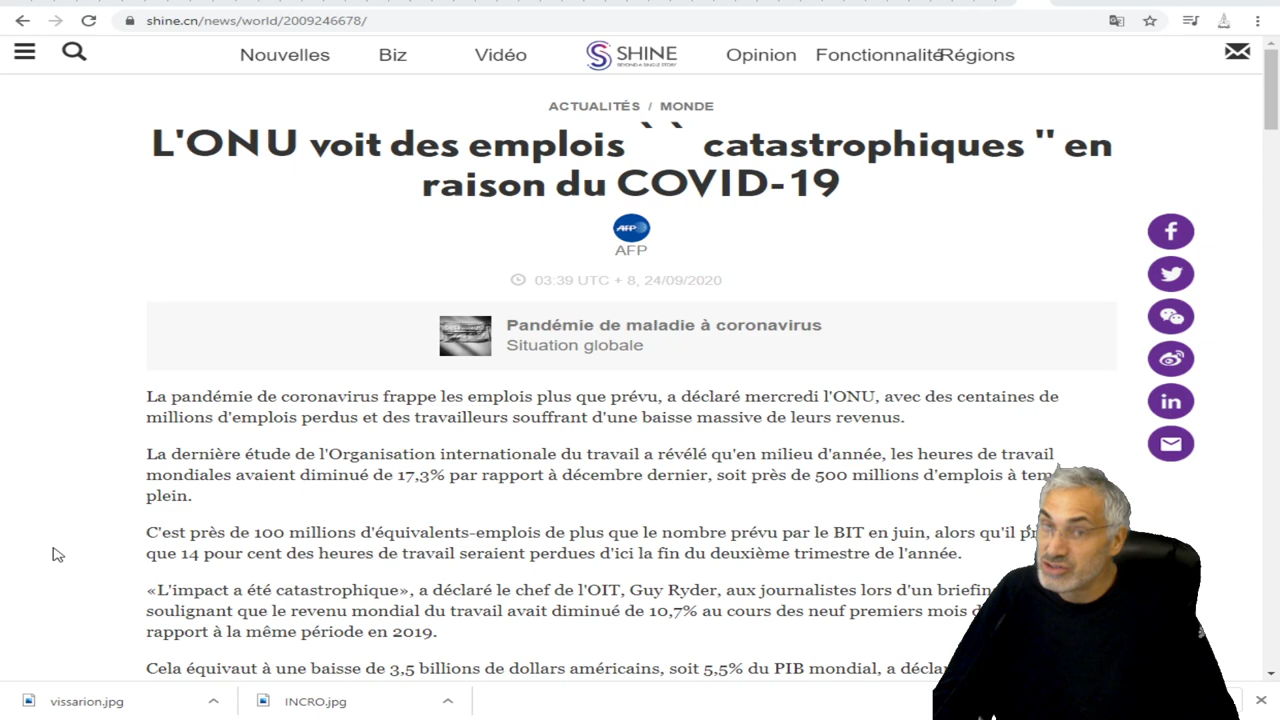 shine.cn/news/world/2009246678/
Nouvelles Biz Vidéo SHINE Opinion Fonctionnalité Régions
ACTUALITÉS / MONDE
L'ONU voit des emplois `` catastrophiques '' en
raison du COVID-19
AFP
AFP
03:39 UTC + 8, 24/09/2020
Pandémie de maladie à coronavirus
Situation globale
La pandémie de coronavirus frappe les emplois plus que prévu, a déclaré mercredi l'ONU, avec des centaines de
millions d'emplois perdus et des travailleurs souffrant d'une baisse massive de leurs revenus.
La dernière étude de l'Organisation internationale du travail a révélé qu'en milieu d'année, les heures de travail
mondiales avaient diminué de 17,3% par rapport à décembre dernier, soit près de 500 millions d'emplois à tem
plein.
C'est près de 100 millions d'équivalents-emplois de plus que le nombre prévu par le BIT en juin, alors qu'il
que 14 pour cent des heures de travail seraient perdues d'ici la fin du deuxième trimestre de l'année.
«L'impact a été catastrophique», a déclaré le chef de l'OIT, Guy Ryder, aux journalistes lors d'un briefin
soulignant que le revenu mondial du travail avait diminué de 10,7% au cours des neuf premiers mois
rapport à la même période en 2019.
Cela équivaut à une baisse de 3,5 billions de dollars américains, soit 5,5% du PIB mondial, a
vissarion.jpg INCRO.jpg